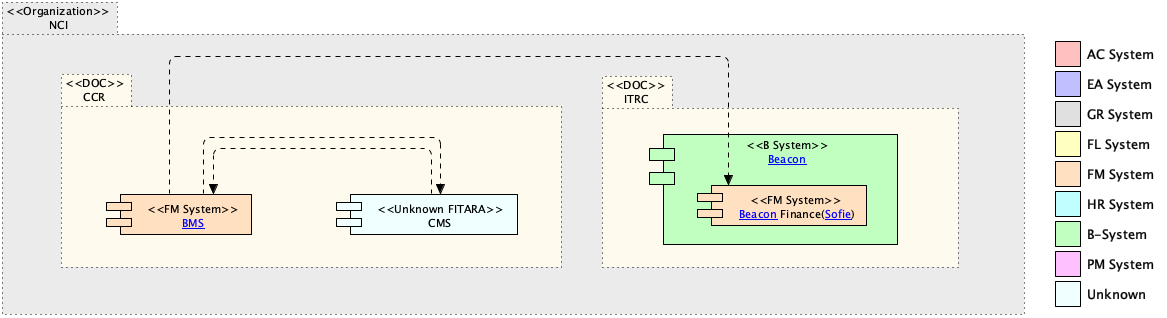 <<Organization>>
NCI
<<DOC>>
CCR
<<FM System>>
BMS
<<Unknown FITARA>>
CMS
<<DOC>>
ITRC
<<B System>>
Beacon
<<FM System>>
Beacon Finance(Sofie)
AC System
EA System
GR System
FL System
FM System
HR System
B-System
PM System
Unknown